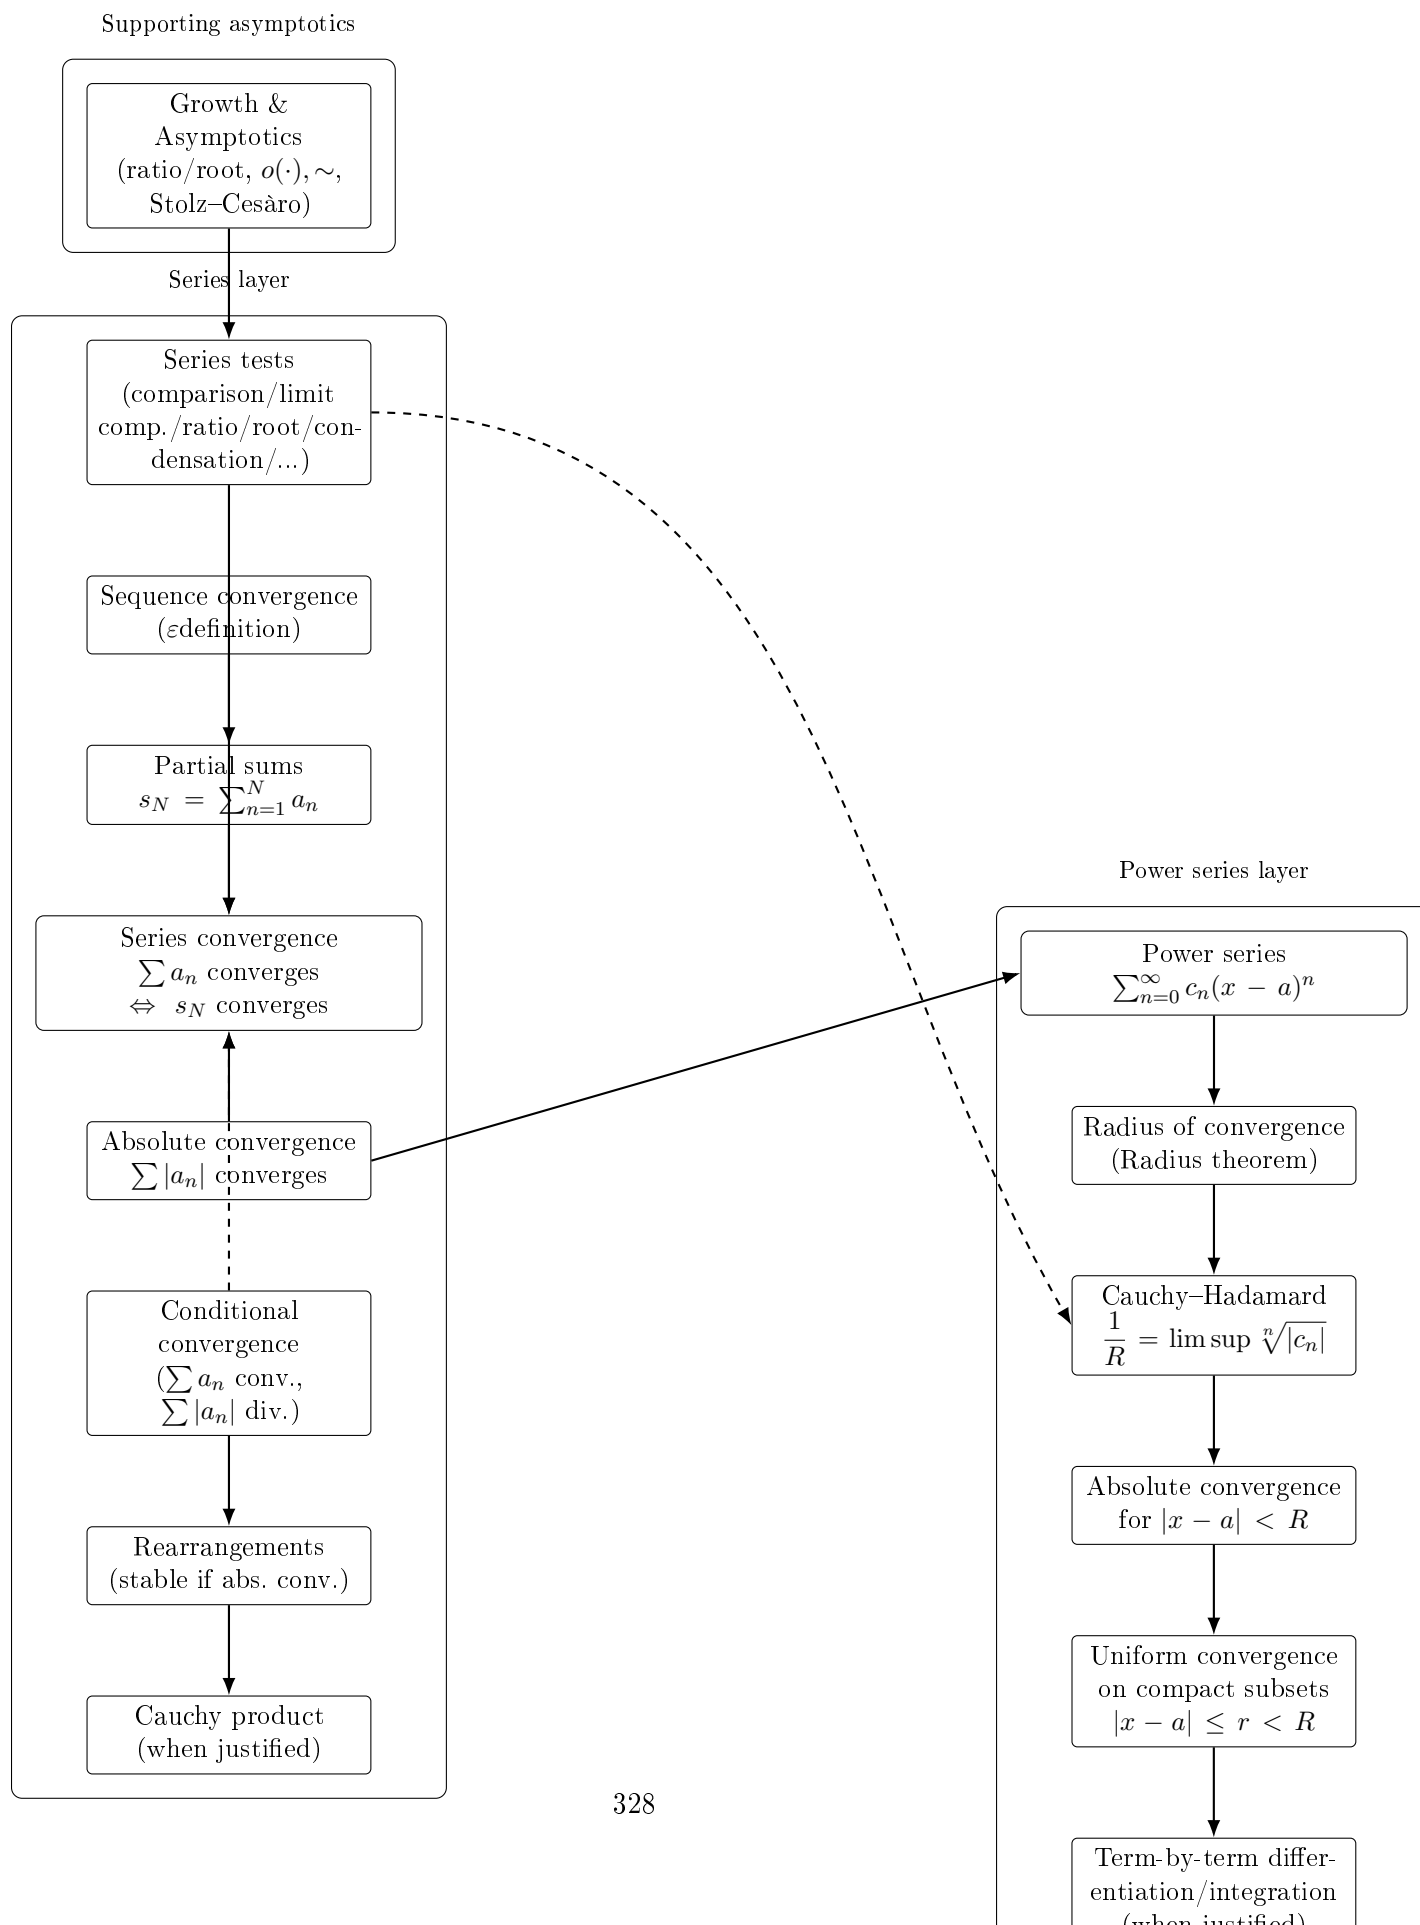 Supporting asymptotics
Growth &
Asymptotics
(ratio/root, o(·), ∼,
Stolz–Cesàro)
Series layer
Series tests
(comparison/limit
comp./ratio/root/con-
densation/...)
Sequence convergence
(εdefinition)
Partial sums
s_N = ∑_{n=1}^{N} a_n
Series convergence
∑ a_n converges
⇔ s_N converges
Absolute convergence
∑ |a_n| converges
Conditional
convergence
(∑ a_n conv.,
∑ |a_n| div.)
Rearrangements
(stable if abs. conv.)
Cauchy product
(when justified)
Power series layer
Power series
∑_{n=0}^{∞} c_n(x − a)^n
Radius of convergence
(Radius theorem)
Cauchy–Hadamard
1/R = lim sup ⁿ√|c_n|
Absolute convergence
for |x − a| < R
Uniform convergence
on compact subsets
|x − a| ≤ r < R
Term-by-term differ-
entiation/integration
(when justified)
328